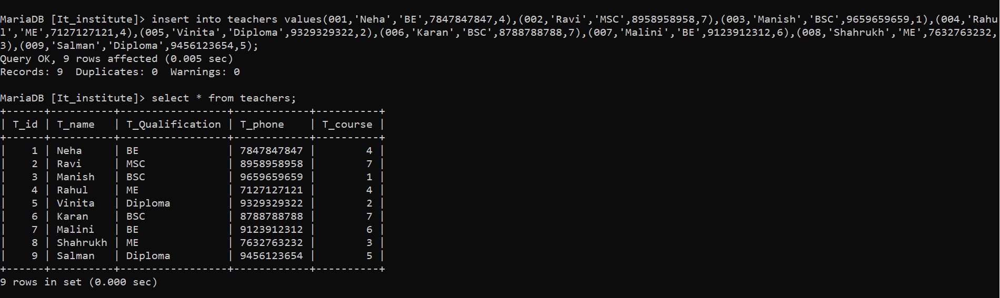 MariaDB [It_institute]> insert into teachers values(001,'Neha','BE',7847847847,4),(002,'Ravi','MSC',8958958958,7),(003,'Manish','BSC',9659659659,1),(004,'Rahu
l','ME',7127127121,4),(005,'Vinita','Diploma',9329329322,2),(006,'Karan','BSC',8788788788,7),(007,'Malini','BE',9123912312,6),(008,'Shahrukh','ME',7632763232,
3),(009,'Salman','Diploma',9456123654,5);
Query OK, 9 rows affected (0.005 sec)
Records: 9  Duplicates: 0  Warnings: 0
MariaDB [It_institute]> select * from teachers;
+------+----------+-----------------+------------+----------+
| T_id | T_name   | T_Qualification | T_phone    | T_course |
+------+----------+-----------------+------------+----------+
|    1 | Neha     | BE              | 7847847847 |        4 |
|    2 | Ravi     | MSC             | 8958958958 |        7 |
|    3 | Manish   | BSC             | 9659659659 |        1 |
|    4 | Rahul    | ME              | 7127127121 |        4 |
|    5 | Vinita   | Diploma         | 9329329322 |        2 |
|    6 | Karan    | BSC             | 8788788788 |        7 |
|    7 | Malini   | BE              | 9123912312 |        6 |
|    8 | Shahrukh | ME              | 7632763232 |        3 |
|    9 | Salman   | Diploma         | 9456123654 |        5 |
+------+----------+-----------------+------------+----------+
9 rows in set (0.000 sec)